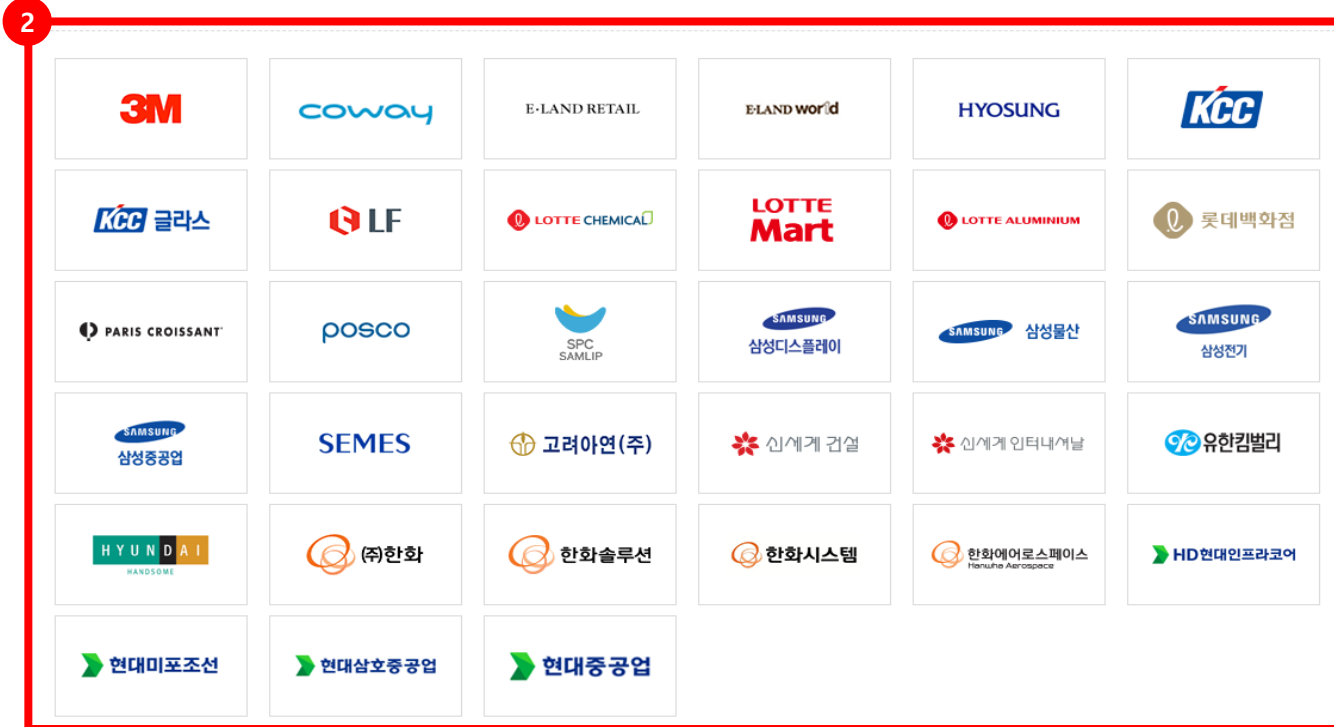 2
3M
coway
E·LAND RETAIL
E·LAND world
HYOSUNG
KCC
KCC 글라스
LF
LOTTE CHEMICAL
LOTTE
Mart
LOTTE ALUMINIUM
롯데백화점
PARIS CROISSANT
posco
SPC
SAMLIP
SAMSUNG
삼성디스플레이
SAMSUNG 삼성물산
SAMSUNG
삼성전기
SAMSUNG
삼성중공업
SEMES
고려아연(주)
신세계 건설
신세계인터내셔날
유한킴벌리
HYUNDAI
HANDSOME
㈜한화
한화솔루션
한화시스템
한화에어로스페이스
Hanwha Aerospace
HD현대인프라코어
현대미포조선
현대삼호중공업
현대중공업